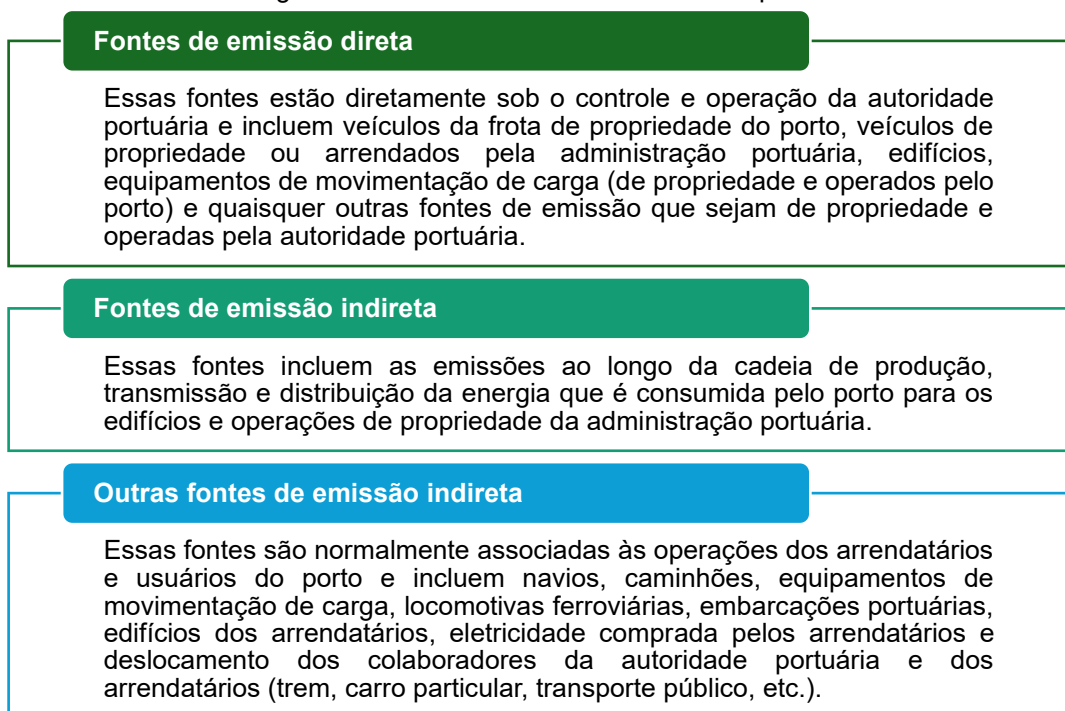 Fontes de emissão direta
Essas fontes estão diretamente sob o controle e operação da autoridade
portuária e incluem veículos da frota de propriedade do porto, veículos de
propriedade ou arrendados pela administração portuária, edifícios,
equipamentos de movimentação de carga (de propriedade e operados pelo
porto) e quaisquer outras fontes de emissão que sejam de propriedade e
operadas pela autoridade portuária.
Fontes de emissão indireta
Essas fontes incluem as emissões ao longo da cadeia de produção,
transmissão e distribuição da energia que é consumida pelo porto para os
edifícios e operações de propriedade da administração portuária.
Outras fontes de emissão indireta
Essas fontes são normalmente associadas às operações dos arrendatários
e usuários do porto e incluem navios, caminhões, equipamentos de
movimentação de carga, locomotivas ferroviárias, embarcações portuárias,
edifícios dos arrendatários, eletricidade comprada pelos arrendatários e
deslocamento dos colaboradores da autoridade portuária e dos
arrendatários (trem, carro particular, transporte público, etc.).